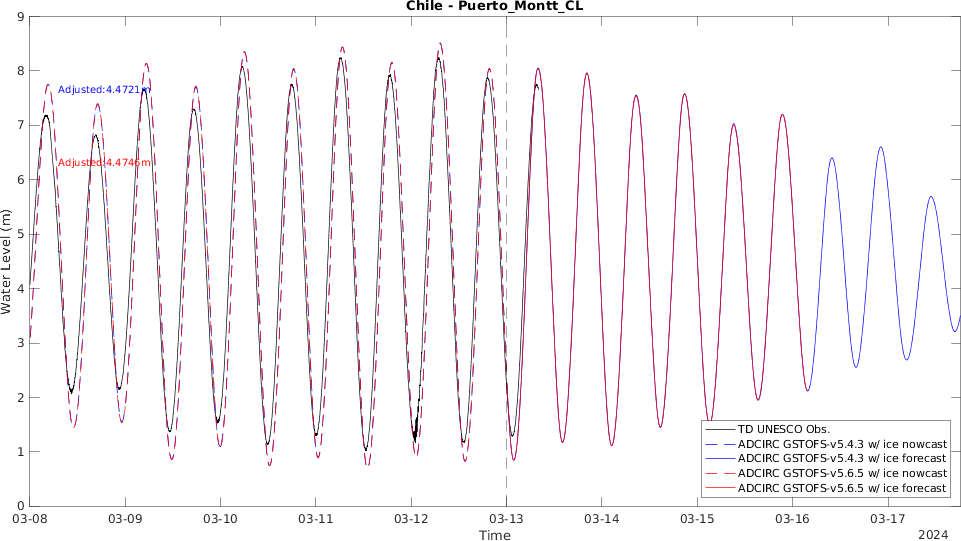 Chile - Puerto_Montt_CL
9
8
7
6
5
4
3
2
1
0
Water Level (m)
Adjusted:4.4721m
Adjusted:4.4746m
TD UNESCO Obs.
ADCIRC GSTOFS-v5.4.3 w/ ice nowcast
ADCIRC GSTOFS-v5.4.3 w/ ice forecast
ADCIRC GSTOFS-v5.6.5 w/ ice nowcast
ADCIRC GSTOFS-v5.6.5 w/ ice forecast
03-08 03-09 03-10 03-11 03-12 03-13 03-14 03-15 03-16 03-17
Time
2024